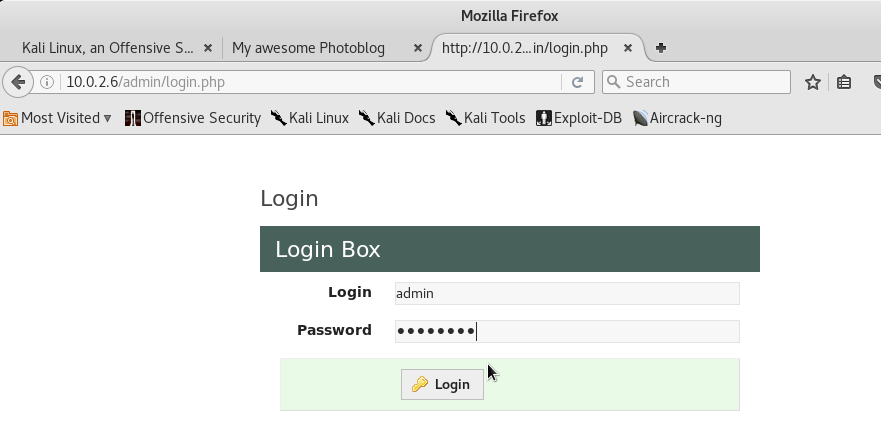 Mozilla Firefox
Kali Linux, an Offensive S... × My awesome Photoblog × http://10.0.2...in/login.php ×
10.0.2.6/admin/login.php Search
Most Visited Offensive Security Kali Linux Kali Docs Kali Tools Exploit-DB Aircrack-ng
Login
Login Box
Login admin
Password ••••••••
Login